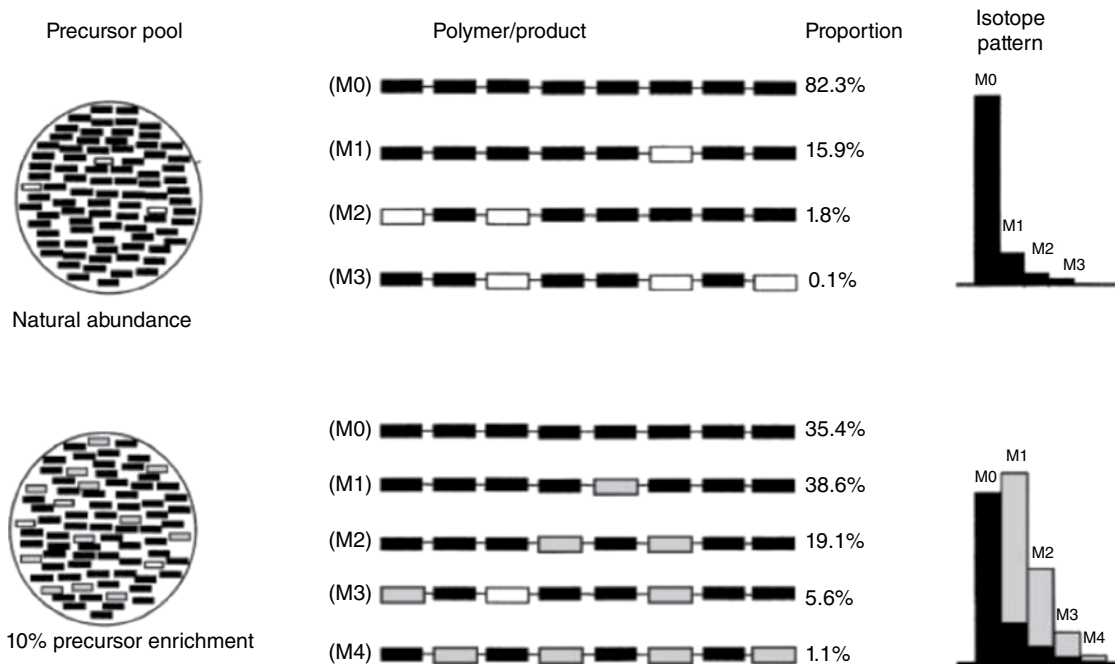 Precursor pool
Polymer/product
Proportion
Isotope
pattern
(M0)
82.3%
(M1)
15.9%
(M2)
1.8%
(M3)
0.1%
M0
M1
M2
M3
Natural abundance
(M0)
35.4%
(M1)
38.6%
(M2)
19.1%
(M3)
5.6%
(M4)
1.1%
M0
M1
M2
M3
M4
10% precursor enrichment